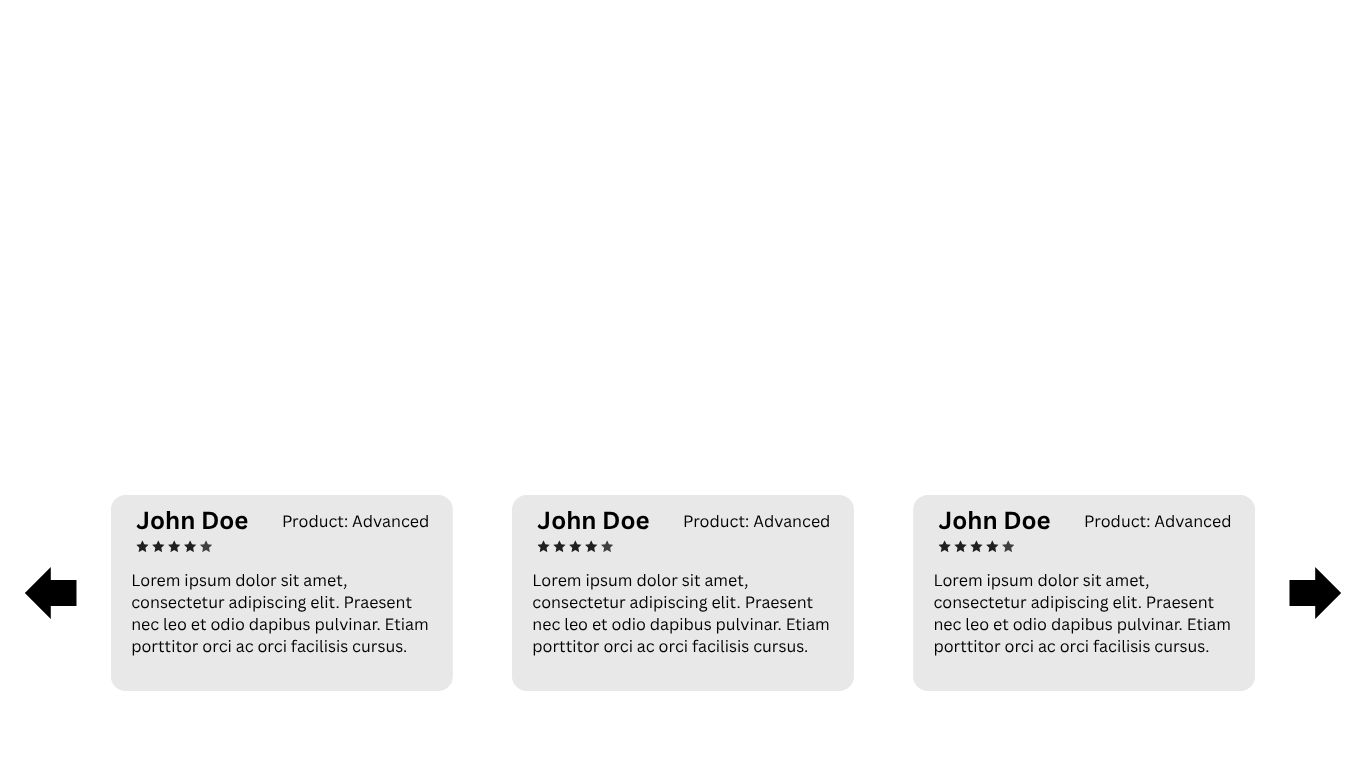 John Doe Product: Advanced
Lorem ipsum dolor sit amet,
consectetur adipiscing elit. Praesent
nec leo et odio dapibus pulvinar. Etiam
porttitor orci ac orci facilisis cursus.
John Doe Product: Advanced
Lorem ipsum dolor sit amet,
consectetur adipiscing elit. Praesent
nec leo et odio dapibus pulvinar. Etiam
porttitor orci ac orci facilisis cursus.
John Doe Product: Advanced
Lorem ipsum dolor sit amet,
consectetur adipiscing elit. Praesent
nec leo et odio dapibus pulvinar. Etiam
porttitor orci ac orci facilisis cursus.